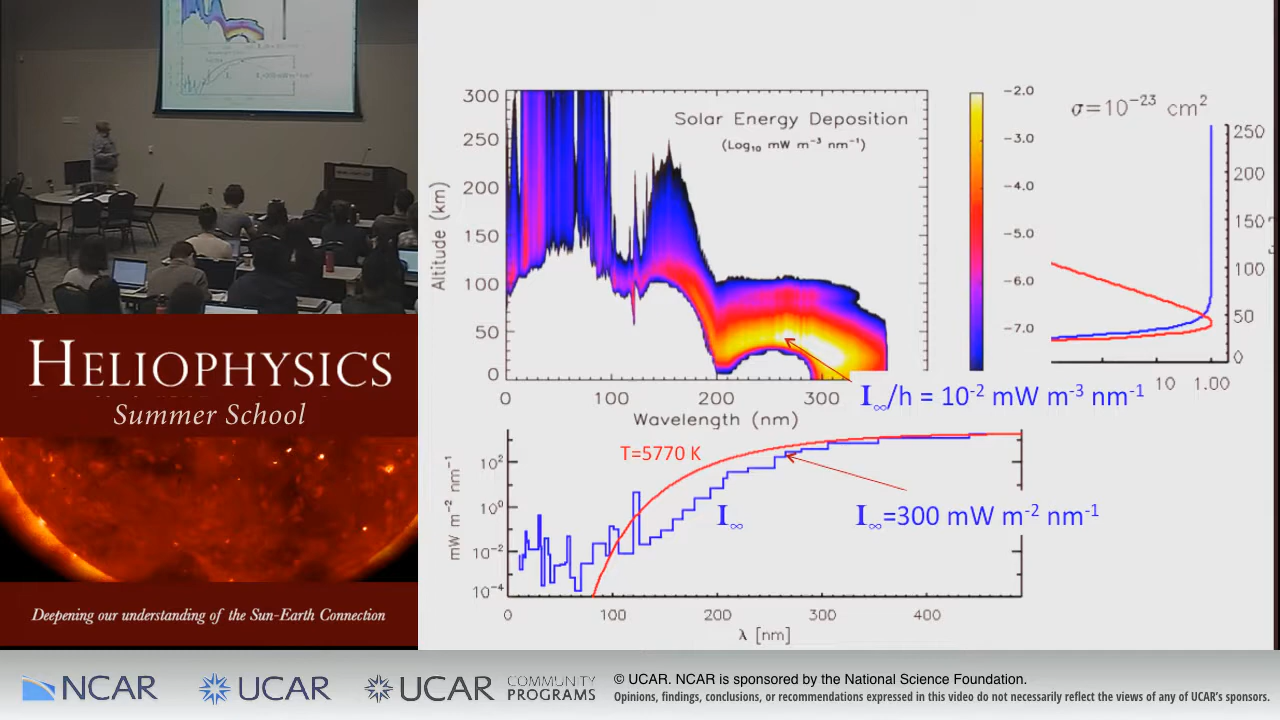 HELIOPHYSICS
Summer School
Deepening our understanding of the Sun-Earth Connection
Solar Energy Deposition
(Log₁₀ mW m⁻³ nm⁻¹)
Altitude (km)
300
250
200
150
100
50
0
0 100 200 300
Wavelength (nm)
-2.0
-3.0
-4.0
-5.0
-6.0
-7.0
σ=10⁻²³ cm²
250
200
150
100
50
0
10 1.00
I∞/h = 10⁻² mW m⁻³ nm⁻¹
T=5770 K
I∞
I∞=300 mW m⁻² nm⁻¹
mW m⁻² nm⁻¹
10²
10⁰
10⁻²
10⁻⁴
0 100 200 300 400
λ [nm]
NCAR
UCAR
UCAR COMMUNITY PROGRAMS
© UCAR. NCAR is sponsored by the National Science Foundation.
Opinions, findings, conclusions, or recommendations expressed in this video do not necessarily reflect the views of any of UCAR's sponsors.